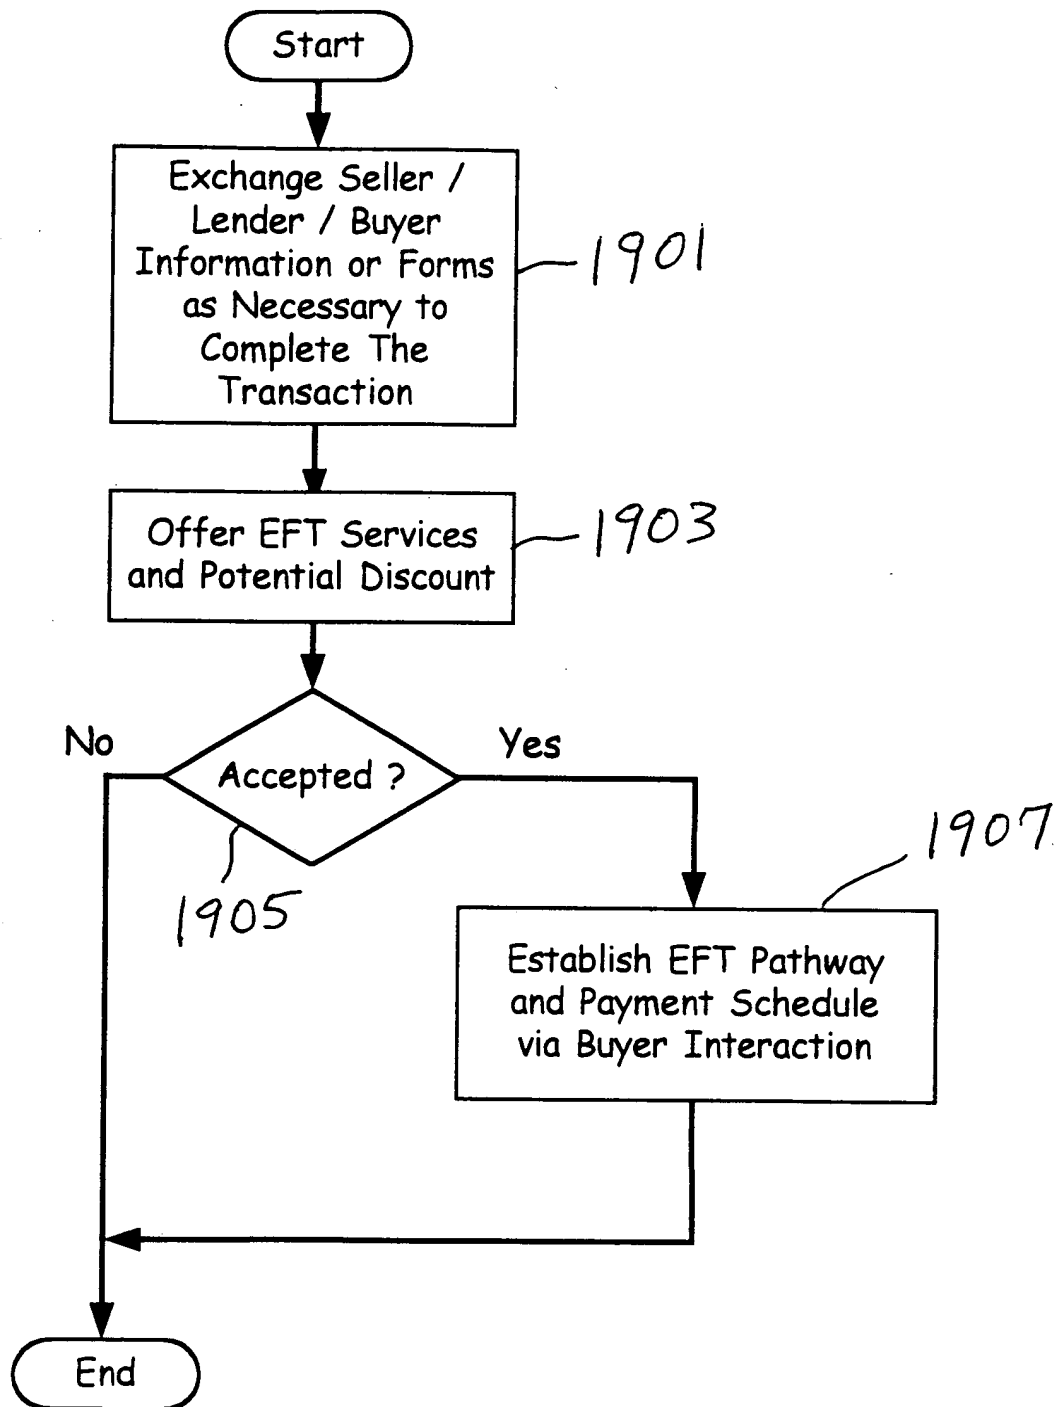 Start
Exchange Seller /
Lender / Buyer
Information or Forms
as Necessary to
Complete The
Transaction
1901
Offer EFT Services
and Potential Discount
1903
No
Yes
Accepted ?
1905
1907
Establish EFT Pathway
and Payment Schedule
via Buyer Interaction
End